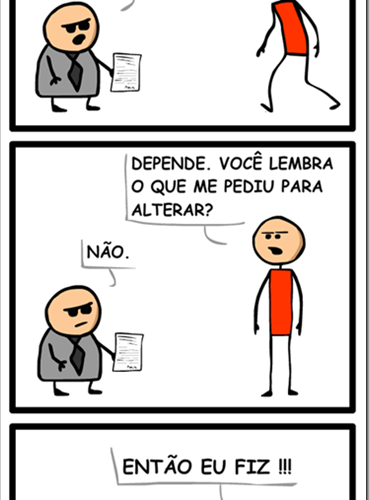 DEPENDE. VOCÊ LEMBRA
O QUE ME PEDIU PARA
ALTERAR?
NÃO.
ENTÃO EU FIZ !!!